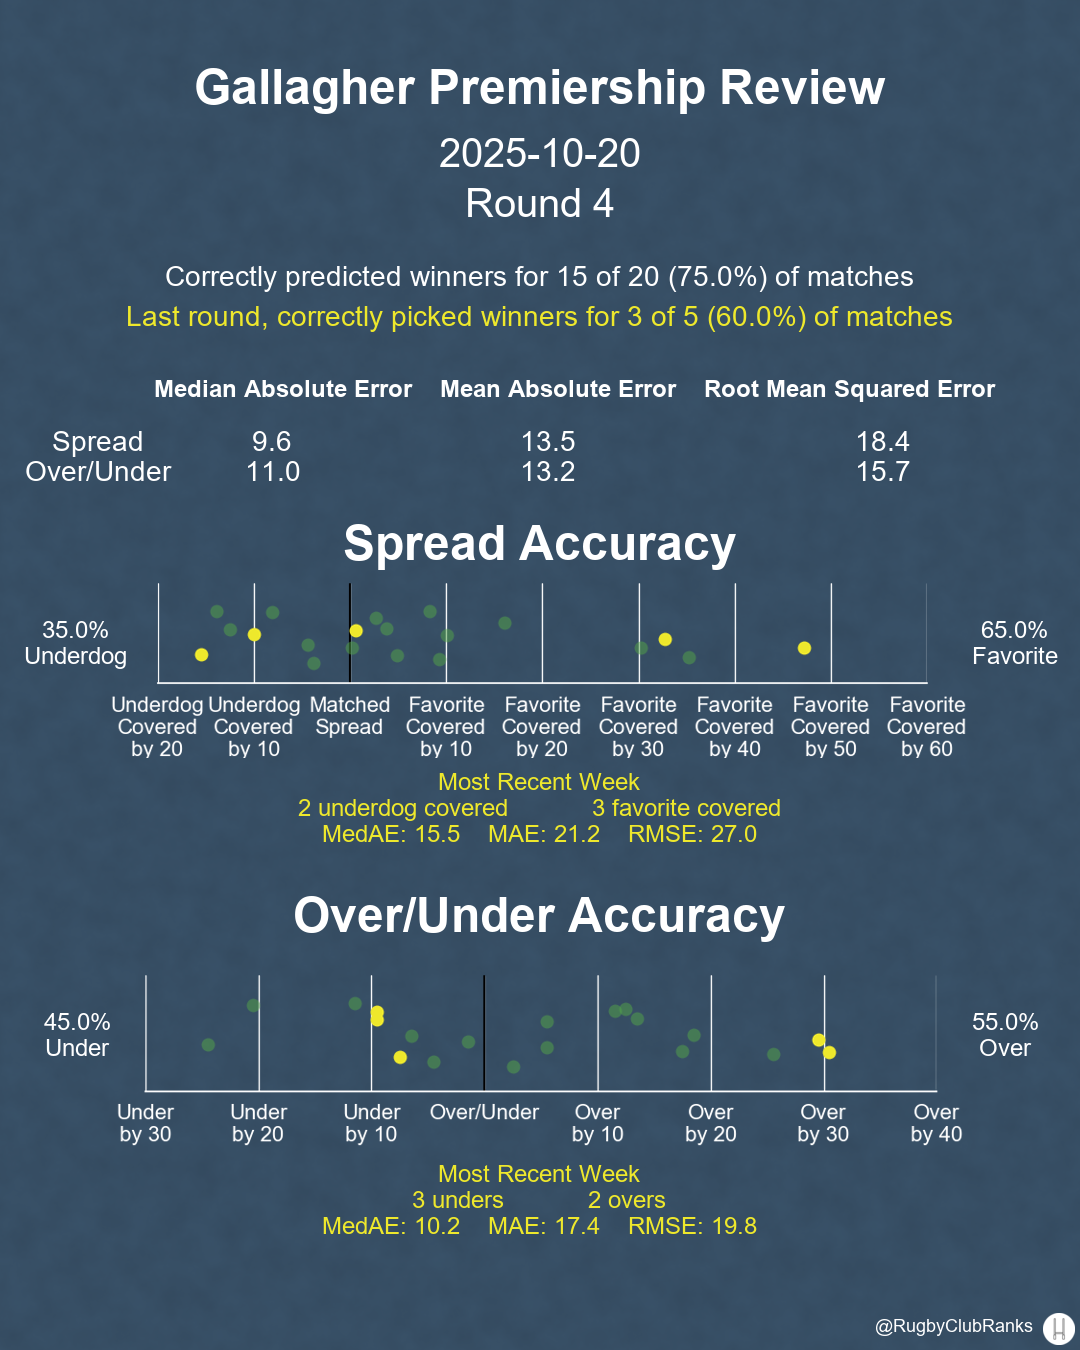 Gallagher Premiership Review
2025-10-20
Round 4
Correctly predicted winners for 15 of 20 (75.0%) of matches
Last round, correctly picked winners for 3 of 5 (60.0%) of matches
Median Absolute Error Mean Absolute Error Root Mean Squared Error
Spread 9.6 13.5 18.4
Over/Under 11.0 13.2 15.7
Spread Accuracy
35.0%
Underdog
65.0%
Favorite
Underdog Underdog Matched Favorite Favorite Favorite Favorite Favorite Favorite
Covered Covered Spread Covered Covered Covered Covered Covered Covered
by 20 by 10 by 10 by 20 by 30 by 40 by 50 by 60
Most Recent Week
2 underdog covered 3 favorite covered
MedAE: 15.5 MAE: 21.2 RMSE: 27.0
Over/Under Accuracy
45.0%
Under
55.0%
Over
Under Under Under Over/Under Over Over Over Over
by 30 by 20 by 10 by 10 by 20 by 30 by 40
Most Recent Week
3 unders 2 overs
MedAE: 10.2 MAE: 17.4 RMSE: 19.8
@RugbyClubRanks